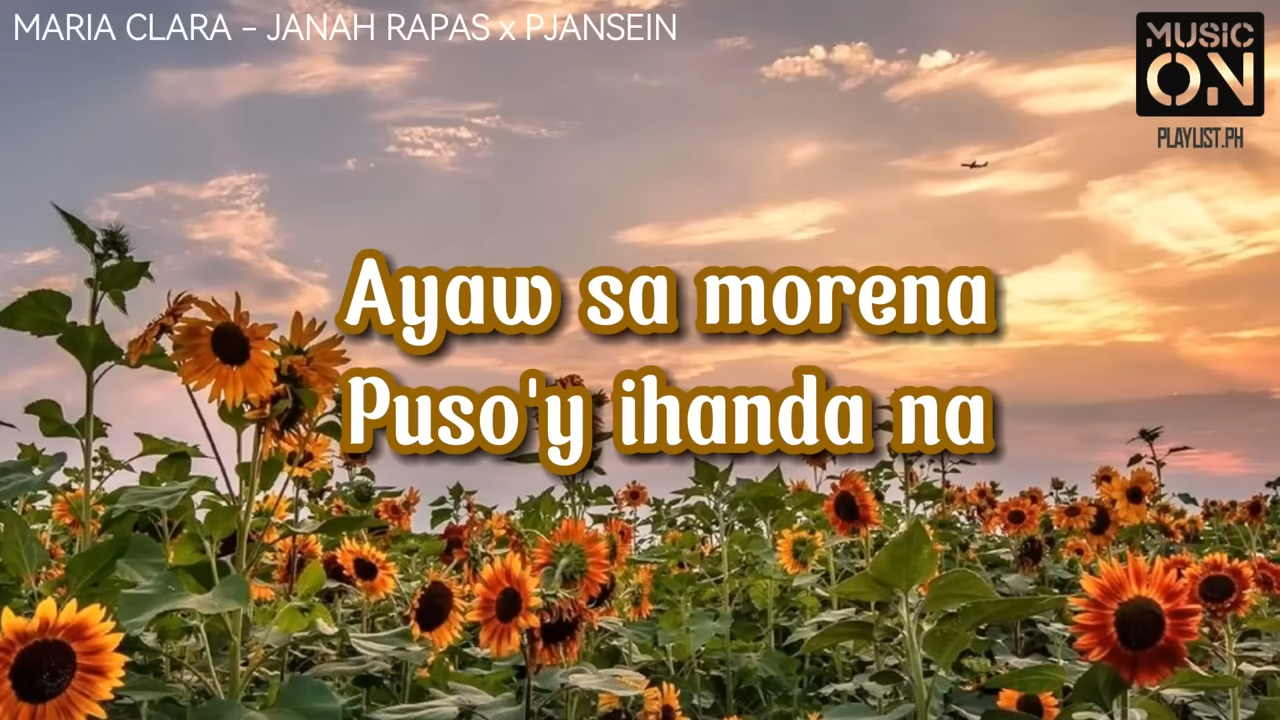 MARIA CLARA - JANAH RAPAS x PJANSEIN
MUSIC
ON
PLAYLIST.PH
Ayaw sa morena
Puso'y ihanda na